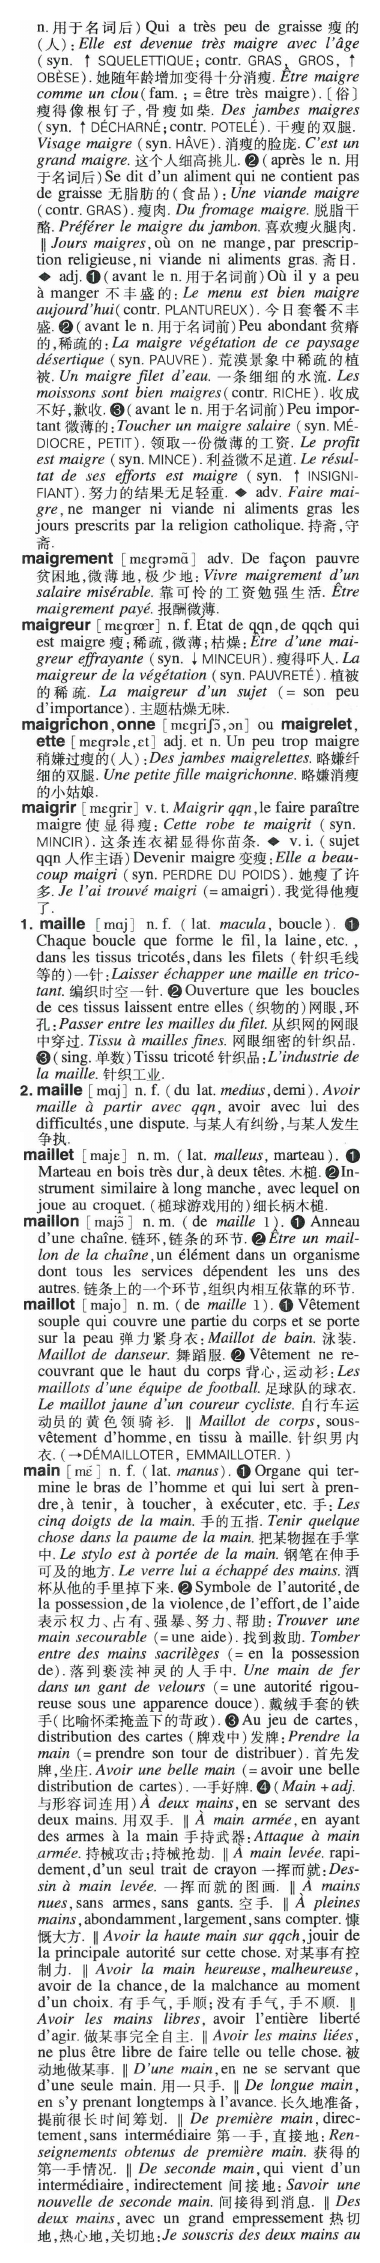 n. 用于名词后) Qui a très peu de graisse 瘦的
(人) : Elle est devenue très maigre avec l'âge
(syn. ↑ SQUELETTIQUE; contr. GRAS, GROS, ↑
OBÈSE). 她随年龄增加变得十分消瘦. Être maigre
comme un clou (fam. ; = être très maigre). [俗]
瘦得像根钉子,骨瘦如柴. Des jambes maigres
(syn. ↑ DÉCHARNÉ; contr. POTELÉ). 干瘦的双腿.
Visage maigre (syn. HÂVE). 消瘦的脸庞. C'est un
grand maigre. 这个人细高挑儿. ❷ (après le n. 用
于名词后) Se dit d'un aliment qui ne contient pas
de graisse 无脂肪的(食品) : Une viande maigre
(contr. GRAS). 瘦肉. Du fromage maigre. 脱脂干
酪. Préférer le maigre du jambon. 喜欢瘦火腿肉.
‖ Jours maigres, où on ne mange, par prescrip-
tion religieuse, ni viande ni aliments gras. 斋日.
◆ adj. ❶ (avant le n. 用于名词前) Où il y a peu
à manger 不丰盛的: Le menu est bien maigre
aujourd'hui (contr. PLANTUREUX). 今日套餐不丰
盛. ❷ (avant le n. 用于名词前) Peu abondant 贫瘠
的,稀疏的: La maigre végétation de ce paysage
désertique (syn. PAUVRE). 荒漠景象中稀疏的植
被. Un maigre filet d'eau. 一条细细的水流. Les
moissons sont bien maigres (contr. RICHE). 收成
不好,歉收. ❸ (avant le n. 用于名词前) Peu impor-
tant 微薄的: Toucher un maigre salaire (syn. MÉ-
DIOCRE, PETIT). 领取一份微薄的工资. Le profit
est maigre (syn. MINCE). 利益微不足道. Le résul-
tat de ses efforts est maigre (syn. ↑ INSIGNI-
FIANT). 努力的结果无足轻重. ◆ adv. Faire mai-
gre, ne manger ni viande ni aliments gras les
jours prescrits par la religion catholique. 持斋,守
斋.
maigrement [mɛgrəmɑ̃] adv. De façon pauvre
贫困地,微薄地,极少地: Vivre maigrement d'un
salaire misérable. 靠可怜的工资勉强生活. Être
maigrement payé. 报酬微薄.
maigreur [mɛgrœr] n. f. État de qqn, de qqch qui
est maigre 瘦;稀疏,微薄;枯燥: Être d'une mai-
greur effrayante (syn. ↓ MINCEUR). 瘦得吓人. La
maigreur de la végétation (syn. PAUVRETÉ). 植被
的稀疏. La maigreur d'un sujet (= son peu
d'importance). 主题枯燥无味.
maigrichon, onne [mɛgriʃɔ̃, ɔn] ou maigrelet,
ette [mɛgrəlɛ, ɛt] adj. et n. Un peu trop maigre
稍嫌过瘦的(人) : Des jambes maigrelettes. 略嫌纤
细的双腿. Une petite fille maigrichonne. 略嫌消瘦
的小姑娘.
maigrir [mɛgrir] v. t. Maigrir qqn, le faire paraître
maigre 使显得瘦: Cette robe te maigrit (syn.
MINCIR). 这条连衣裙显得你苗条. ◆ v. i. (sujet
qqn 人作主语) Devenir maigre 变瘦: Elle a beau-
coup maigri (syn. PERDRE DU POIDS). 她瘦了许
多. Je l'ai trouvé maigri (= amaigri). 我觉得他瘦
了.
1. maille [mɑj] n. f. (lat. macula, boucle). ❶
Chaque boucle que forme le fil, la laine, etc. ,
dans les tissus tricotés, dans les filets (针织毛线
等的) 一针: Laisser échapper une maille en trico-
tant. 编织时空一针. ❷ Ouverture que les boucles
de ces tissus laissent entre elles (织物的) 网眼,环
孔: Passer entre les mailles du filet. 从织网的网眼
中穿过. Tissu à mailles fines. 网眼细密的针织品.
❸ (sing. 单数) Tissu tricoté 针织品: L'industrie de
la maille. 针织工业.
2. maille [mɑj] n. f. (du lat. medius, demi). Avoir
maille à partir avec qqn, avoir avec lui des
difficultés, une dispute. 与某人有纠纷,与某人发生
争执.
maillet [majɛ] n. m. (lat. malleus, marteau). ❶
Marteau en bois très dur, à deux têtes. 木槌. ❷ In-
strument similaire à long manche, avec lequel on
joue au croquet. (槌球游戏用的) 细长柄木槌.
maillon [majɔ̃] n. m. (de maille 1). ❶ Anneau
d'une chaîne. 链环,链条的环节. ❷ Être un mail-
lon de la chaîne, un élément dans un organisme
dont tous les services dépendent les uns des
autres. 链条上的一个环节,组织内相互依靠的环节.
maillot [majo] n. m. (de maille 1). ❶ Vêtement
souple qui couvre une partie du corps et se porte
sur la peau 弹力紧身衣: Maillot de bain. 泳装.
Maillot de danseur. 舞蹈服. ❷ Vêtement ne re-
couvrant que le haut du corps 背心,运动衫: Les
maillots d'une équipe de football. 足球队的球衣.
Le maillot jaune d'un coureur cycliste. 自行车运
动员的黄色领骑衫. ‖ Maillot de corps, sous-
vêtement d'homme, en tissu à maille. 针织男内
衣. (→DÉMAILLOTER, EMMAILLOTER. )
main [mɛ̃] n. f. (lat. manus). ❶ Organe qui ter-
mine le bras de l'homme et qui lui sert à pren-
dre, à tenir, à toucher, à exécuter, etc. 手: Les
cinq doigts de la main. 手的五指. Tenir quelque
chose dans la paume de la main. 把某物握在手掌
中. Le stylo est à portée de la main. 钢笔在伸手
可及的地方. Le verre lui a échappé des mains. 酒
杯从他的手里掉下来. ❷ Symbole de l'autorité, de
la possession, de la violence, de l'effort, de l'aide
表示权力、占有、强暴、努力、帮助: Trouver une
main secourable (= une aide). 找到救助. Tomber
entre des mains sacrilèges (= en la possession
de). 落到亵渎神灵的人手中. Une main de fer
dans un gant de velours (= une autorité rigou-
reuse sous une apparence douce). 戴绒手套的铁
手(比喻怀柔掩盖下的苛政). ❸ Au jeu de cartes,
distribution des cartes (牌戏中) 发牌: Prendre la
main (= prendre son tour de distribuer). 首先发
牌,坐庄. Avoir une belle main (= avoir une belle
distribution de cartes). 一手好牌. ❹ (Main + adj.
与形容词连用) À deux mains, en se servant des
deux mains. 用双手. ‖ À main armée, en ayant
des armes à la main 手持武器: Attaque à main
armée. 持械攻击;持械抢劫. ‖ À main levée, rapi-
dement, d'un seul trait de crayon 一挥而就: Des-
sin à main levée. 一挥而就的图画. ‖ À mains
nues, sans armes, sans gants. 空手. ‖ À pleines
mains, abondamment, largement, sans compter. 慷
慨大方. ‖ Avoir la haute main sur qqch, jouir de
la principale autorité sur cette chose. 对某事有控
制力. ‖ Avoir la main heureuse, malheureuse,
avoir de la chance, de la malchance au moment
d'un choix. 有手气,手顺;没有手气,手不顺. ‖
Avoir les mains libres, avoir l'entière liberté
d'agir. 做某事完全自主. ‖ Avoir les mains liées,
ne plus être libre de faire telle ou telle chose. 被
动地做某事. ‖ D'une main, en ne se servant que
d'une seule main. 用一只手. ‖ De longue main,
en s'y prenant longtemps à l'avance. 长久地准备,
提前很长时间筹划. ‖ De première main, direc-
tement, sans intermédiaire 第一手,直接地: Ren-
seignements obtenus de première main. 获得的
第一手情况. ‖ De seconde main, qui vient d'un
intermédiaire, indirectement 间接地: Savoir une
nouvelle de seconde main. 间接得到消息. ‖ Des
deux mains, avec un grand empressement 热切
地,热心地,关切地: Je souscris des deux mains au